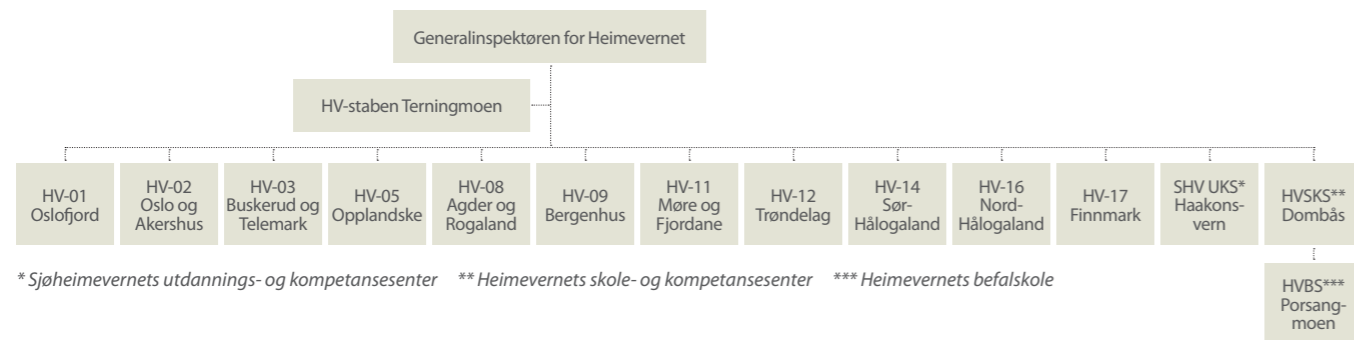 Generalinspektøren for Heimevernet
HV-staben Terningmoen
HV-01
Oslofjord
HV-02
Oslo og
Akershus
HV-03
Buskerud og
Telemark
HV-05
Opplandske
HV-08
Agder og
Rogaland
HV-09
Bergenhus
HV-11
Møre og
Fjordane
HV-12
Trøndelag
HV-14
Sør-
Hålogaland
HV-16
Nord-
Hålogaland
HV-17
Finnmark
SHV UKS*
Haakons-
vern
HVSKS**
Dombås
HVBS***
Porsang-
moen
* Sjøheimevernets utdannings- og kompetansesenter ** Heimevernets skole- og kompetansesenter *** Heimevernets befalskole